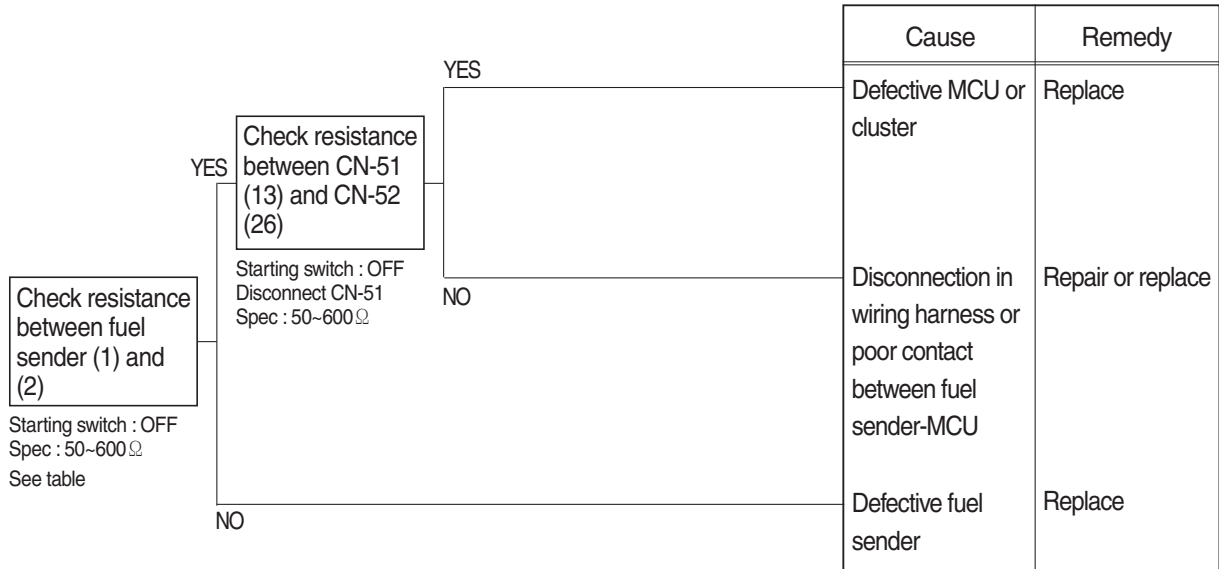 Check resistance
between fuel
sender (1) and
(2)
Starting switch : OFF
Spec : 50~600Ω
See table
YES
Check resistance
between CN-51
(13) and CN-52
(26)
Starting switch : OFF
Disconnect CN-51
Spec : 50~600Ω
YES
NO
NO
Cause
Remedy
Defective MCU or
cluster
Replace
Disconnection in
wiring harness or
poor contact
between fuel
sender-MCU
Repair or replace
Defective fuel
sender
Replace